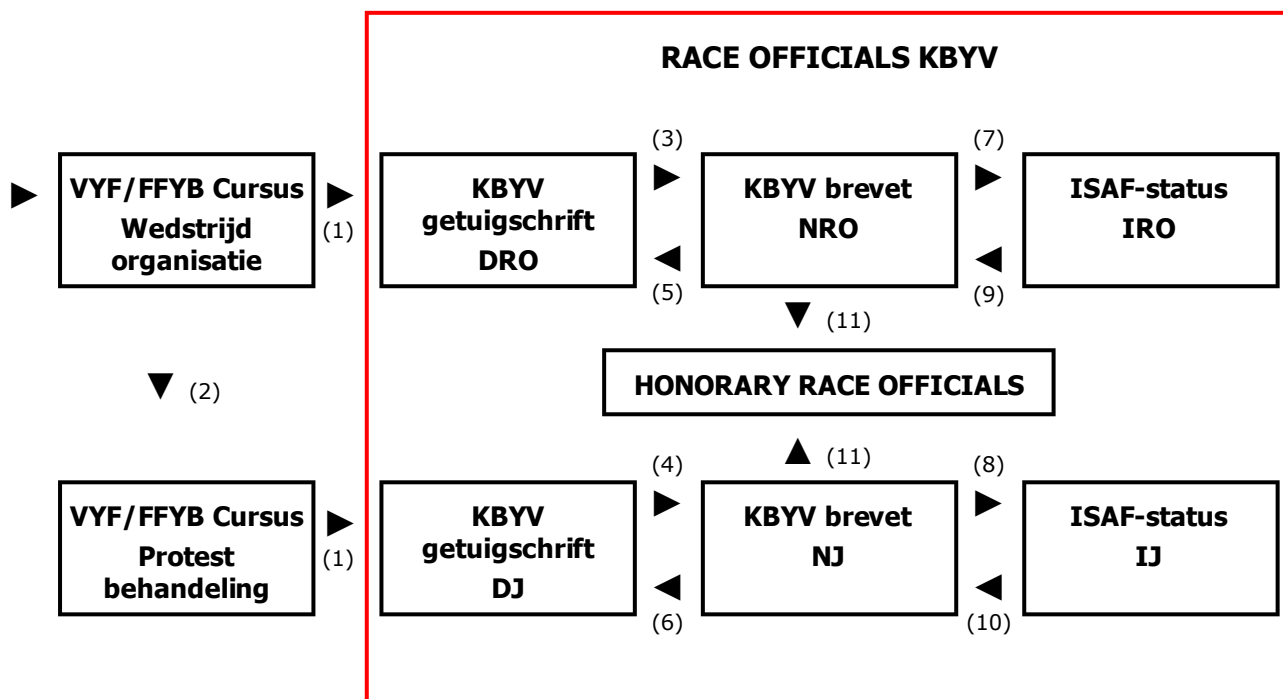 RACE OFFICIALS KBYV
(3)
(7)
VYF/FFYB Cursus
Wedstrijd
organisatie
(1)
KBYV
getuigschrift
DRO
KBYV brevet
NRO
ISAF-status
IRO
(5)
(9)
(11)
(2)
HONORARY RACE OFFICIALS
(4)
(11)
(8)
VYF/FFYB Cursus
Protest
behandeling
(1)
KBYV
getuigschrift
DJ
KBYV brevet
NJ
ISAF-status
IJ
(6)
(10)